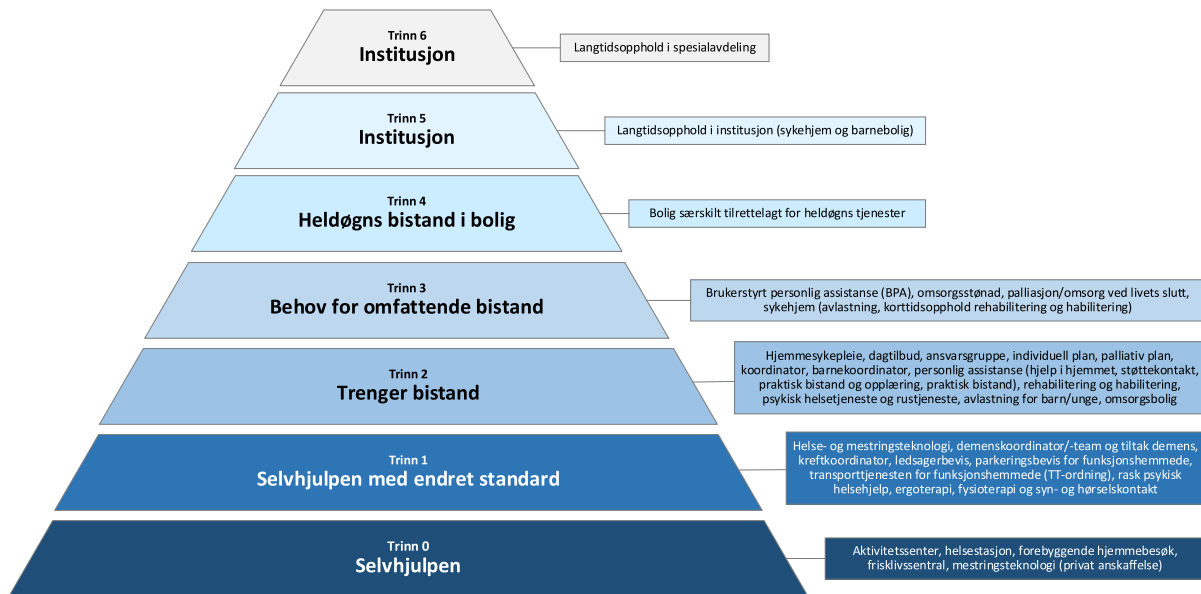 Trinn 6
Institusjon
Langtidsopphold i spesialavdeling
Trinn 5
Institusjon
Langtidsopphold i institusjon (sykehjem og barnebolig)
Trinn 4
Heldøgns bistand i bolig
Bolig særskilt tilrettelagt for heldøgns tjenester
Trinn 3
Behov for omfattende bistand
Brukerstyrt personlig assistanse (BPA), omsorgsstønad, palliasjon/omsorg ved livets slutt,
sykehjem (avlastning, korttidsopphold rehabilitering og habilitering)
Trinn 2
Trenger bistand
Hjemmesykepleie, dagtilbud, ansvarsgruppe, individuell plan, palliativ plan,
koordinator, barnekoordinator, personlig assistanse (hjelp i hjemmet, støttekontakt,
praktisk bistand og opplæring, praktisk bistand), rehabilitering og habilitering,
psykisk helsetjeneste og rustjeneste, avlastning for barn/unge, omsorgsbolig
Trinn 1
Selvhjulpen med endret standard
Helse- og mestringsteknologi, demenskoordinator/-team og tiltak demens,
kreftkoordinator, ledsagerbevis, parkeringsbevis for funksjonshemmede,
transporttjenesten for funksjonshemmede (TT-ordning), rask psykisk
helsehjelp, ergoterapi, fysioterapi og syn- og hørselskontakt
Trinn 0
Selvhjulpen
Aktivitetssenter, helsestasjon, forebyggende hjemmebesøk,
frisklivssentral, mestringsteknologi (privat anskaffelse)